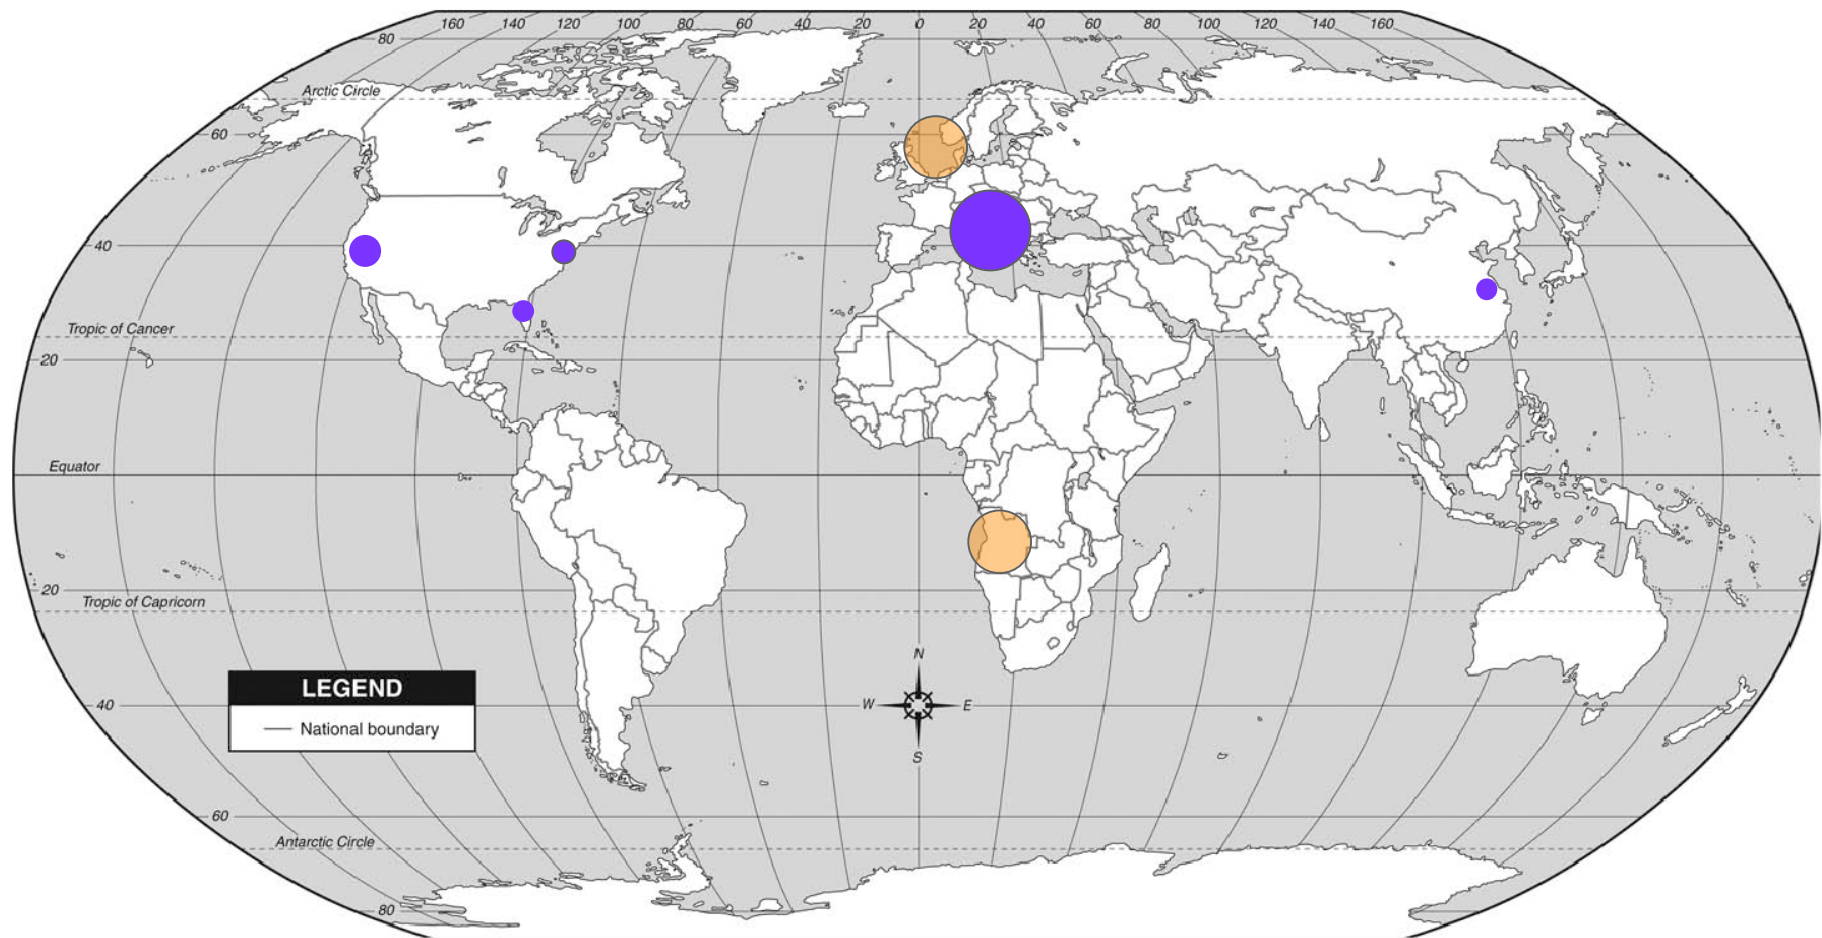 160 140 120 100 80 60 40 20 0 20 40 60 80 100 120 140 160
80
Arctic Circle
60
40
Tropic of Cancer
20
Equator
20
Tropic of Capricorn
N
LEGEND
W E
40
National boundary
S
60
Antarctic Circle
80